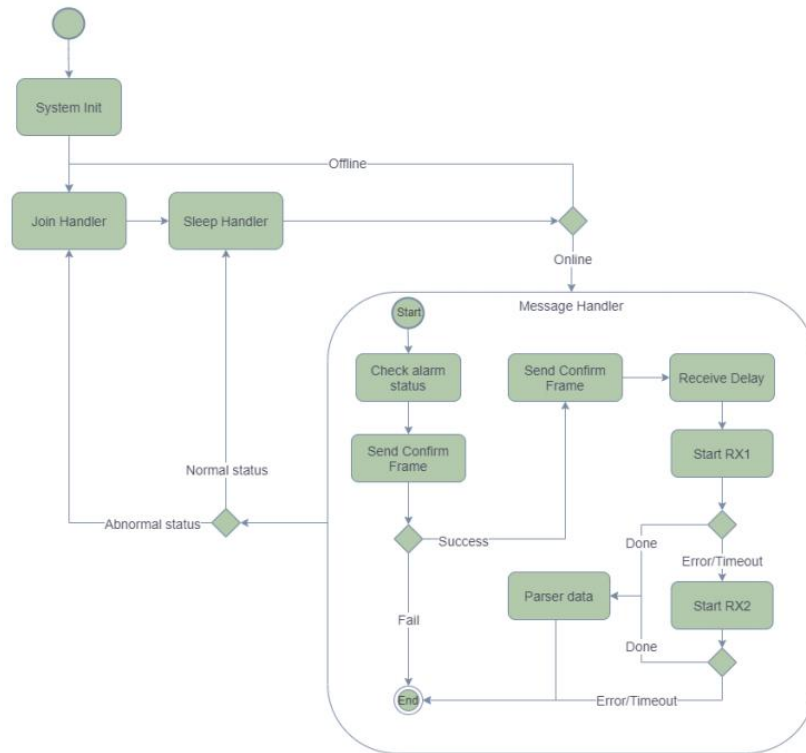 System Init
Offline
Join Handler
Sleep Handler
Online
Message Handler
Start
Check alarm
status
Send Confirm
Frame
Receive Delay
Send Confirm
Frame
Start RX1
Normal status
Abnormal status
Success
Done
Error/Timeout
Parser data
Start RX2
Fail
Done
End
Error/Timeout